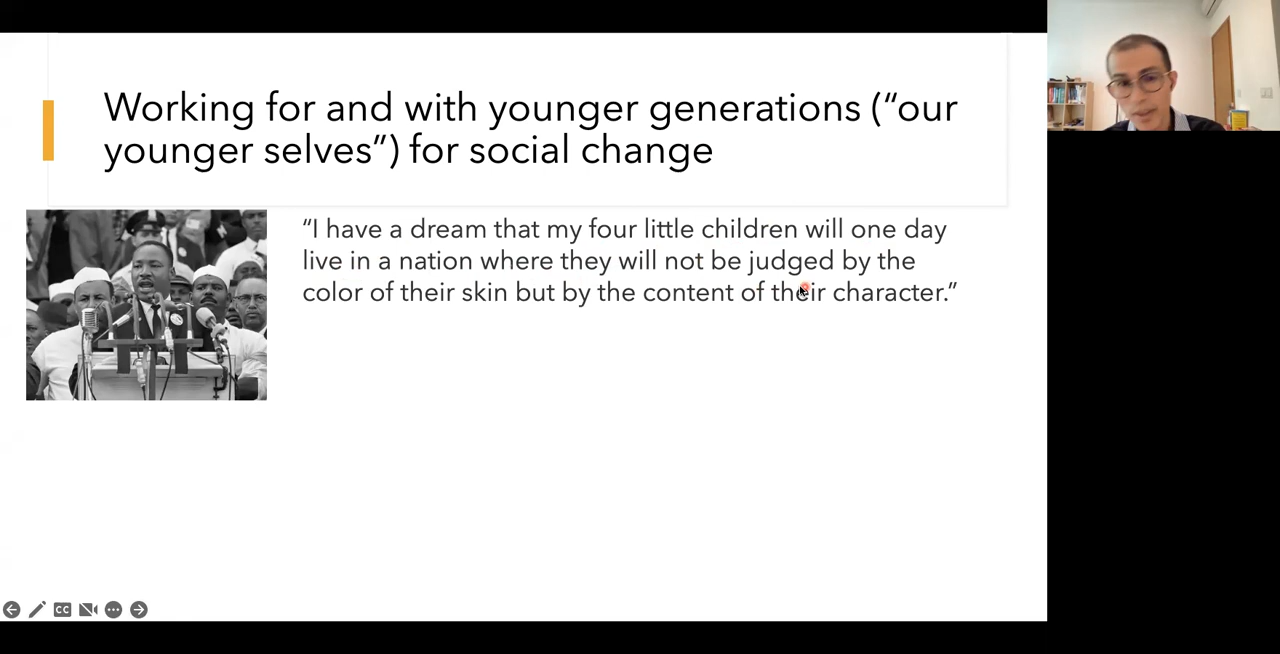 Working for and with younger generations (“our
younger selves”) for social change
“I have a dream that my four little children will one day
live in a nation where they will not be judged by the
color of their skin but by the content of their character.”
CC